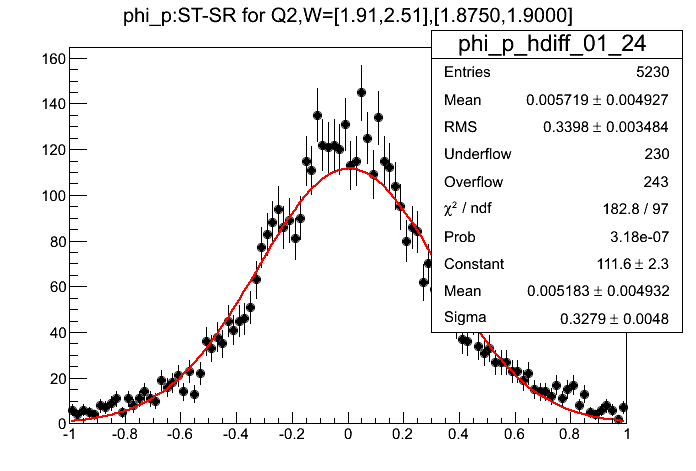 phi_p:ST-SR for Q2,W=[1.91,2.51],[1.8750,1.9000]
phi_p_hdiff_01_24
Entries 5230
Mean 0.005719 ± 0.004927
RMS 0.3398 ± 0.003484
Underflow 230
Overflow 243
χ² / ndf 182.8 / 97
Prob 3.18e-07
Constant 111.6 ± 2.3
Mean 0.005183 ± 0.004932
Sigma 0.3279 ± 0.0048
160
140
120
100
80
60
40
20
0
-1 -0.8 -0.6 -0.4 -0.2 0 0.2 0.4 0.6 0.8 1